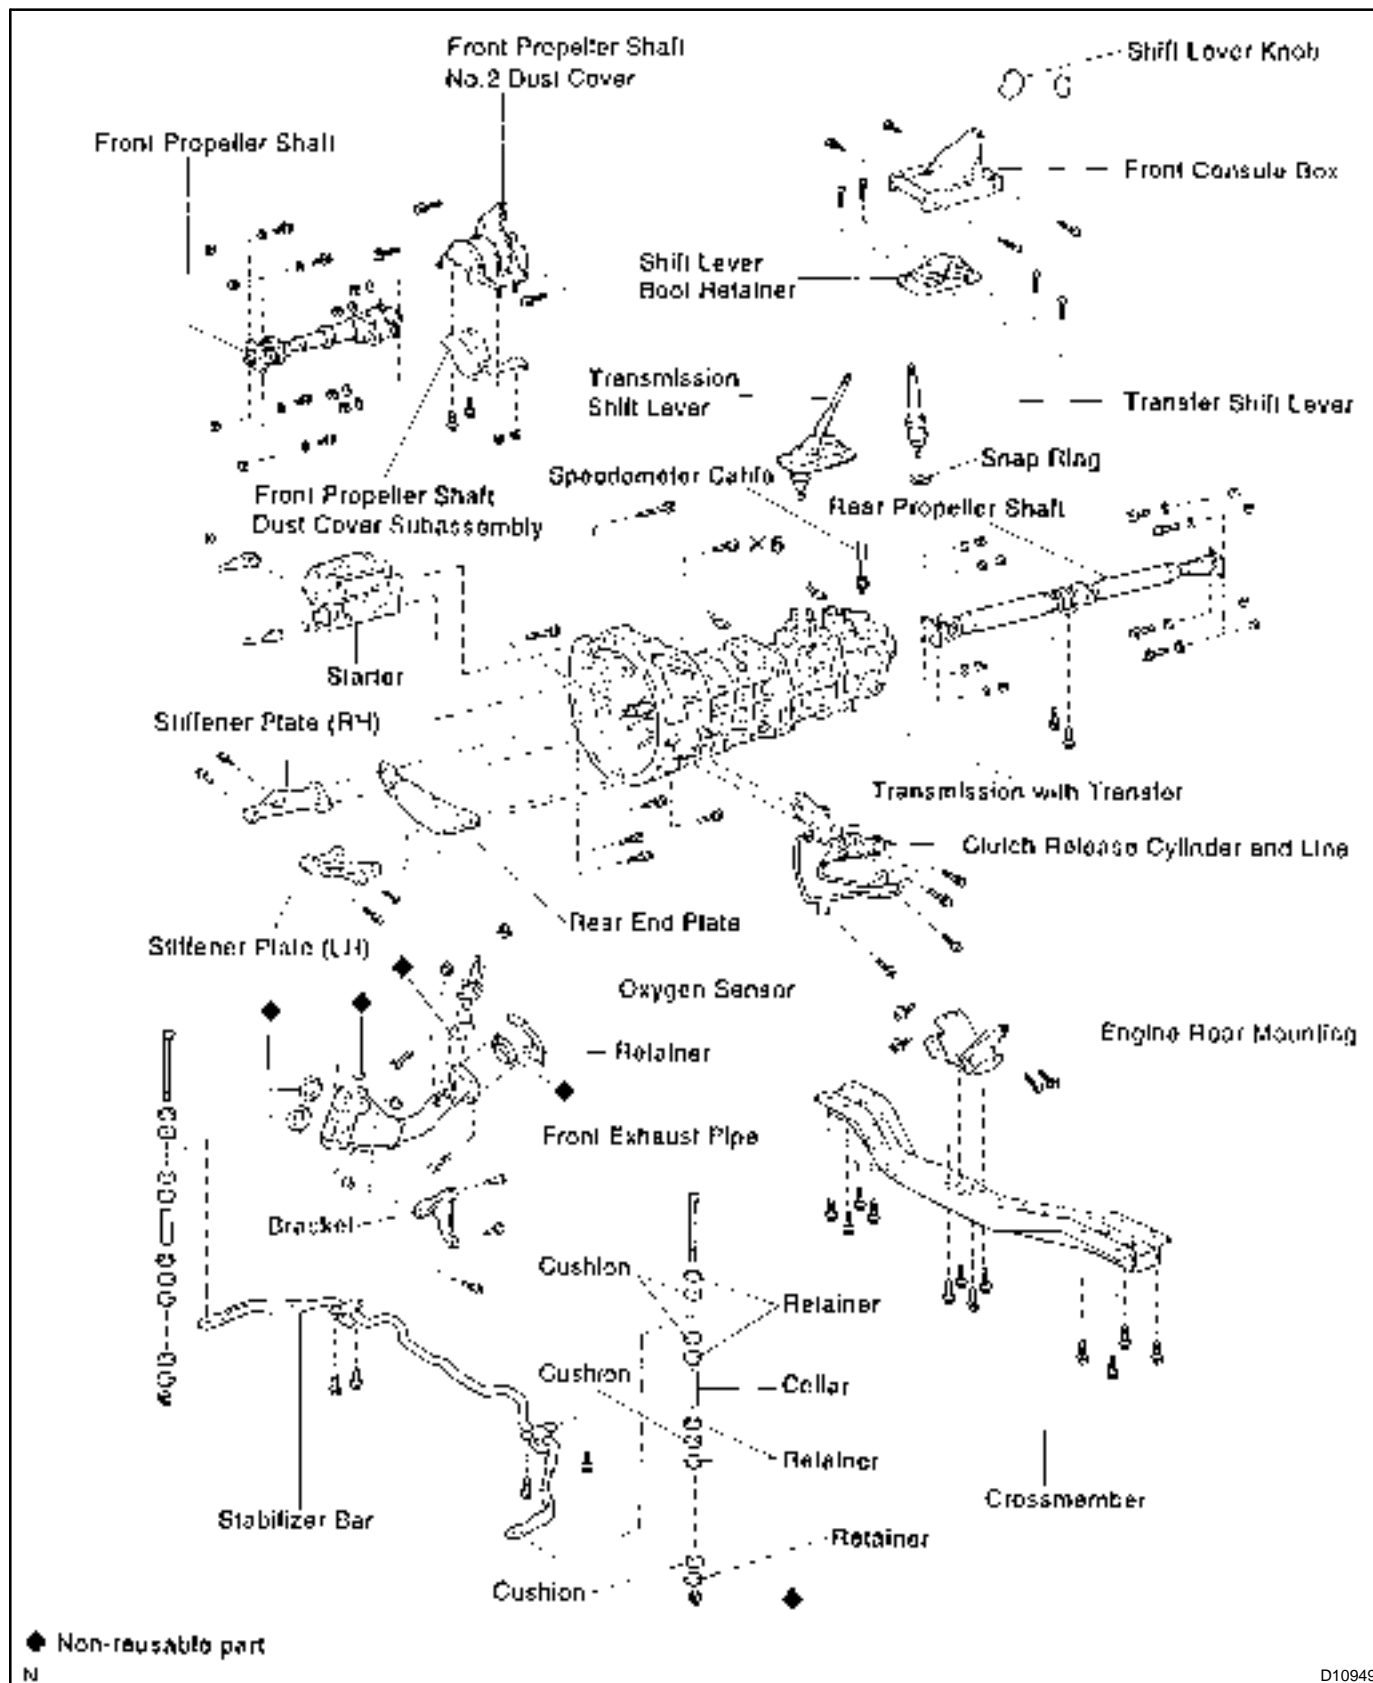 Front Propeller Shaft
No.2 Dust Cover
Shift Lever Knob
Front Propeller Shaft
Front Console Box
Shift Lever
Boot Retainer
Transmission
Shift Lever
Transfer Shift Lever
Snap Ring
Speedometer Cable
Rear Propeller Shaft
Front Propeller Shaft
Dust Cover Subassembly
×6
Starter
Stiffener Plate (RH)
Transmission with Transfer
Clutch Release Cylinder and Line
Rear End Plate
Stiffener Plate (LH)
Oxygen Sensor
Engine Rear Mounting
Retainer
Front Exhaust Pipe
Bracket
Cushion
Retainer
Cushion
Collar
Retainer
Crossmember
Stabilizer Bar
Retainer
Cushion
◆ Non-reusable part
N
D10949